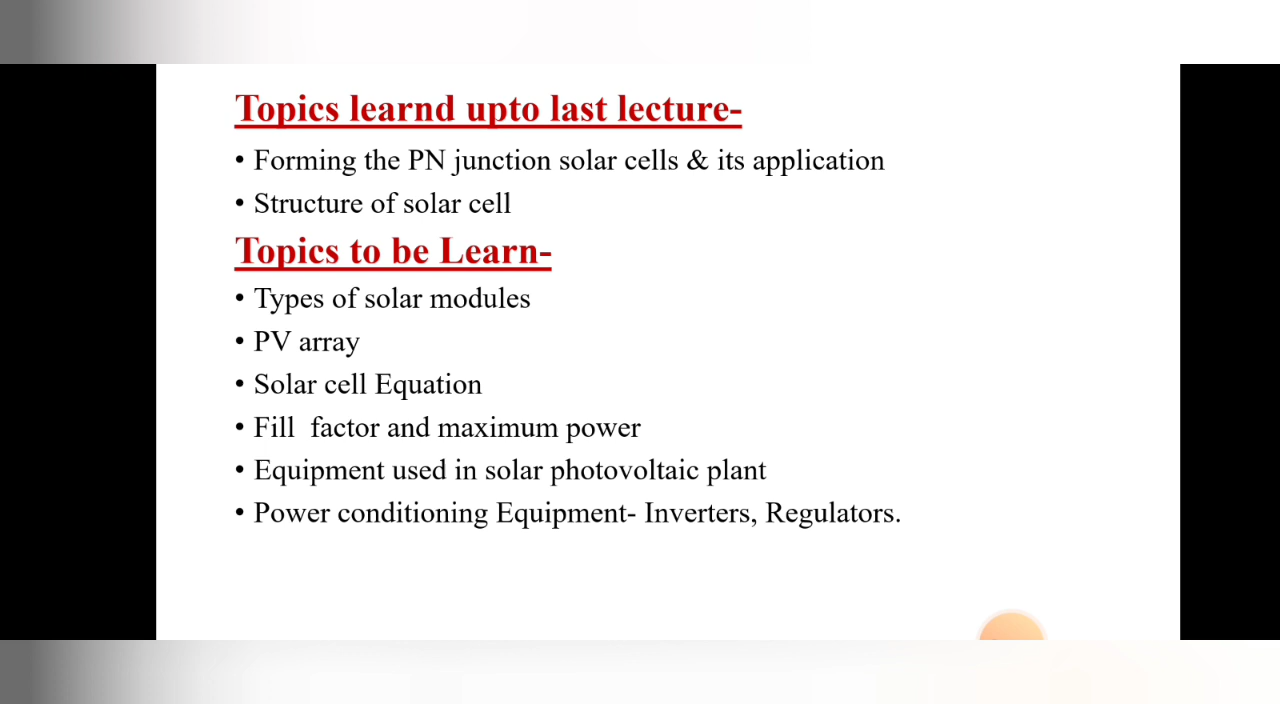 Topics learnd upto last lecture-
• Forming the PN junction solar cells & its application
• Structure of solar cell
Topics to be Learn-
• Types of solar modules
• PV array
• Solar cell Equation
• Fill  factor and maximum power
• Equipment used in solar photovoltaic plant
• Power conditioning Equipment- Inverters, Regulators.